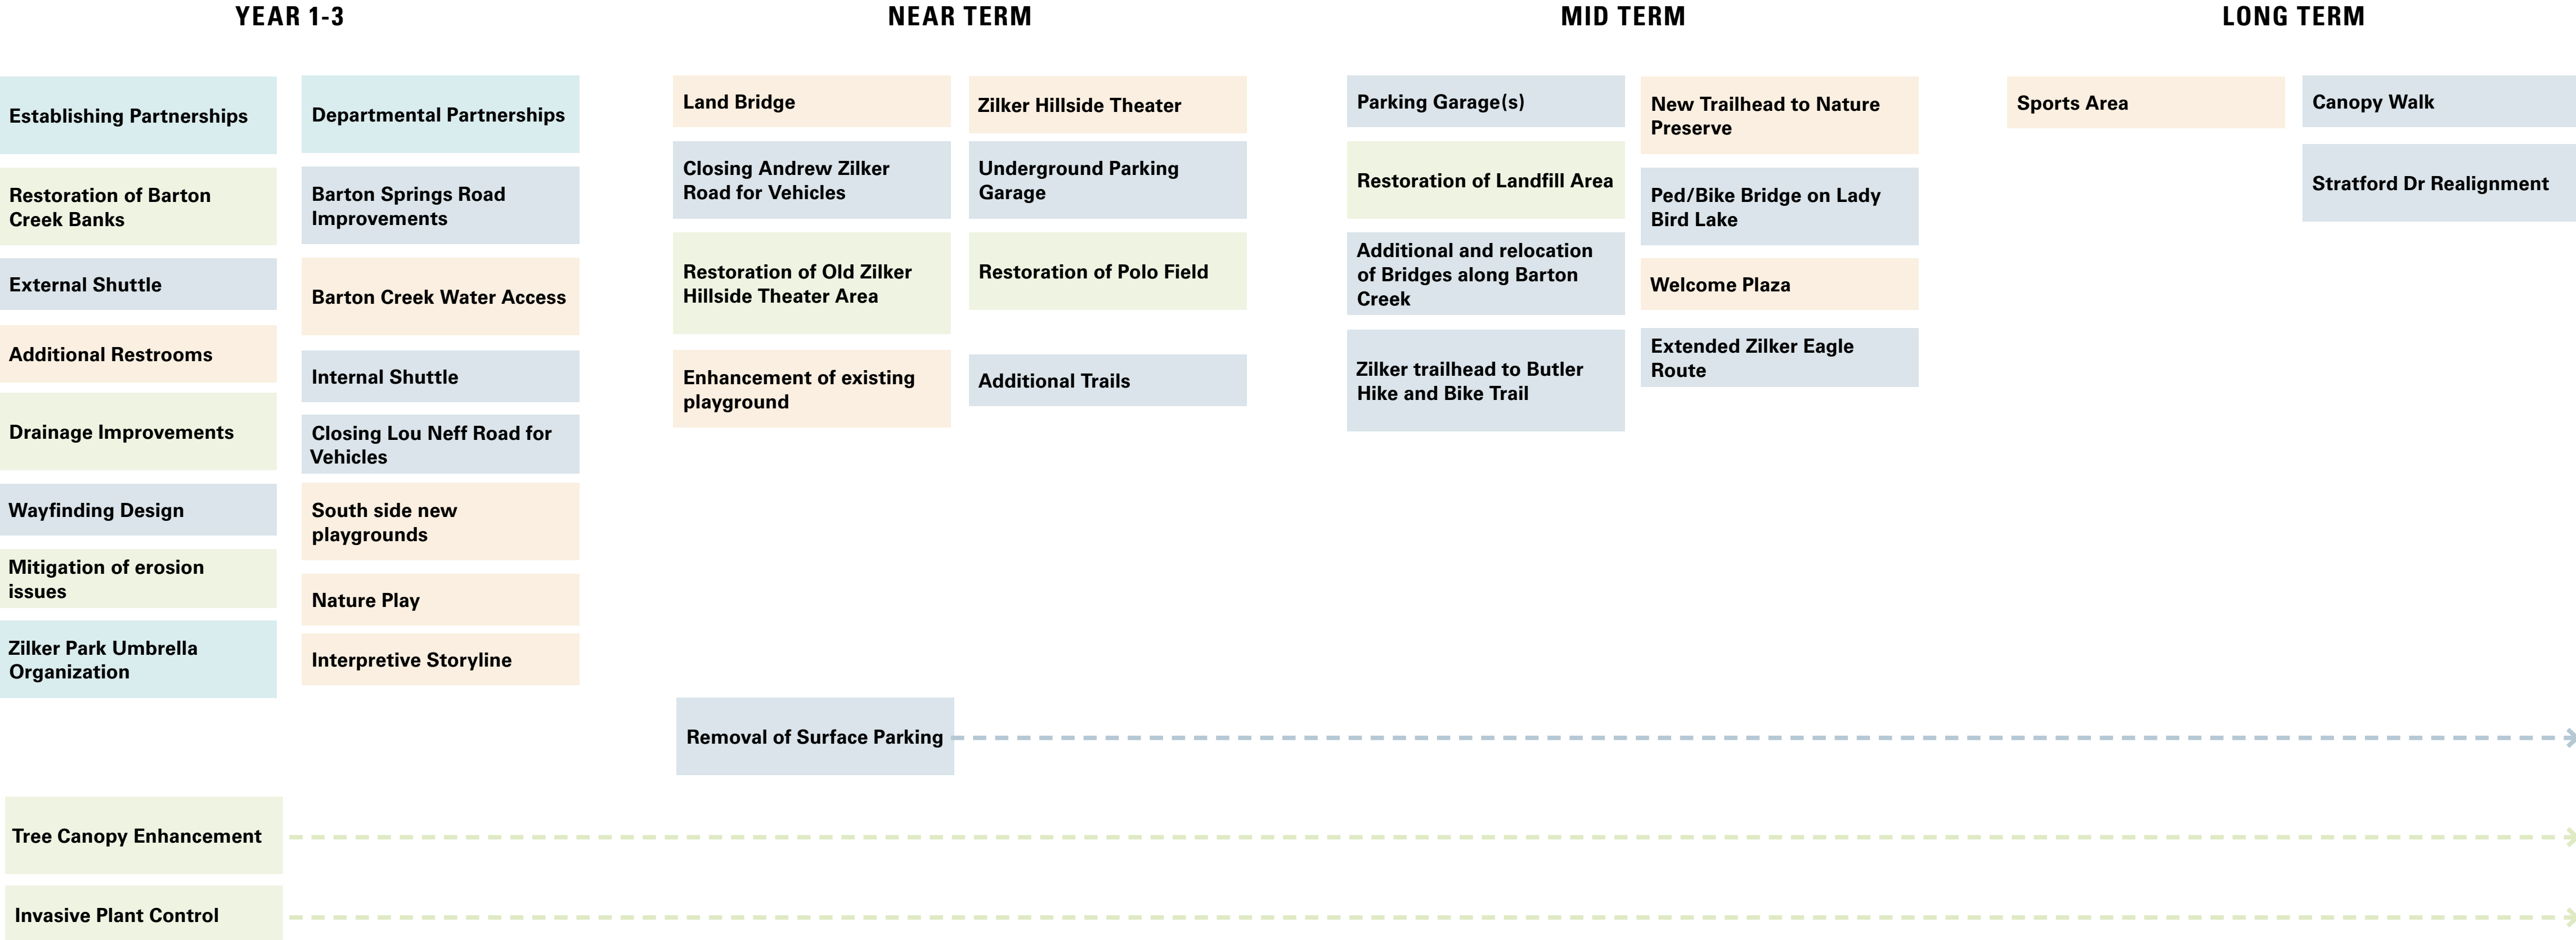 YEAR 1-3
Establishing Partnerships
Restoration of Barton
Creek Banks
External Shuttle
Additional Restrooms
Drainage Improvements
Wayfinding Design
Mitigation of erosion
issues
Zilker Park Umbrella
Organization
Departmental Partnerships
Barton Springs Road
Improvements
Barton Creek Water Access
Internal Shuttle
Closing Lou Neff Road for
Vehicles
South side new
playgrounds
Nature Play
Interpretive Storyline
NEAR TERM
Land Bridge
Closing Andrew Zilker
Road for Vehicles
Restoration of Old Zilker
Hillside Theater Area
Enhancement of existing
playground
Zilker Hillside Theater
Underground Parking
Garage
Restoration of Polo Field
Additional Trails
MID TERM
Parking Garage(s)
Restoration of Landfill Area
Additional and relocation
of Bridges along Barton
Creek
Zilker trailhead to Butler
Hike and Bike Trail
New Trailhead to Nature
Preserve
Ped/Bike Bridge on Lady
Bird Lake
Welcome Plaza
Extended Zilker Eagle
Route
LONG TERM
Sports Area
Canopy Walk
Stratford Dr Realignment
Removal of Surface Parking
Tree Canopy Enhancement
Invasive Plant Control